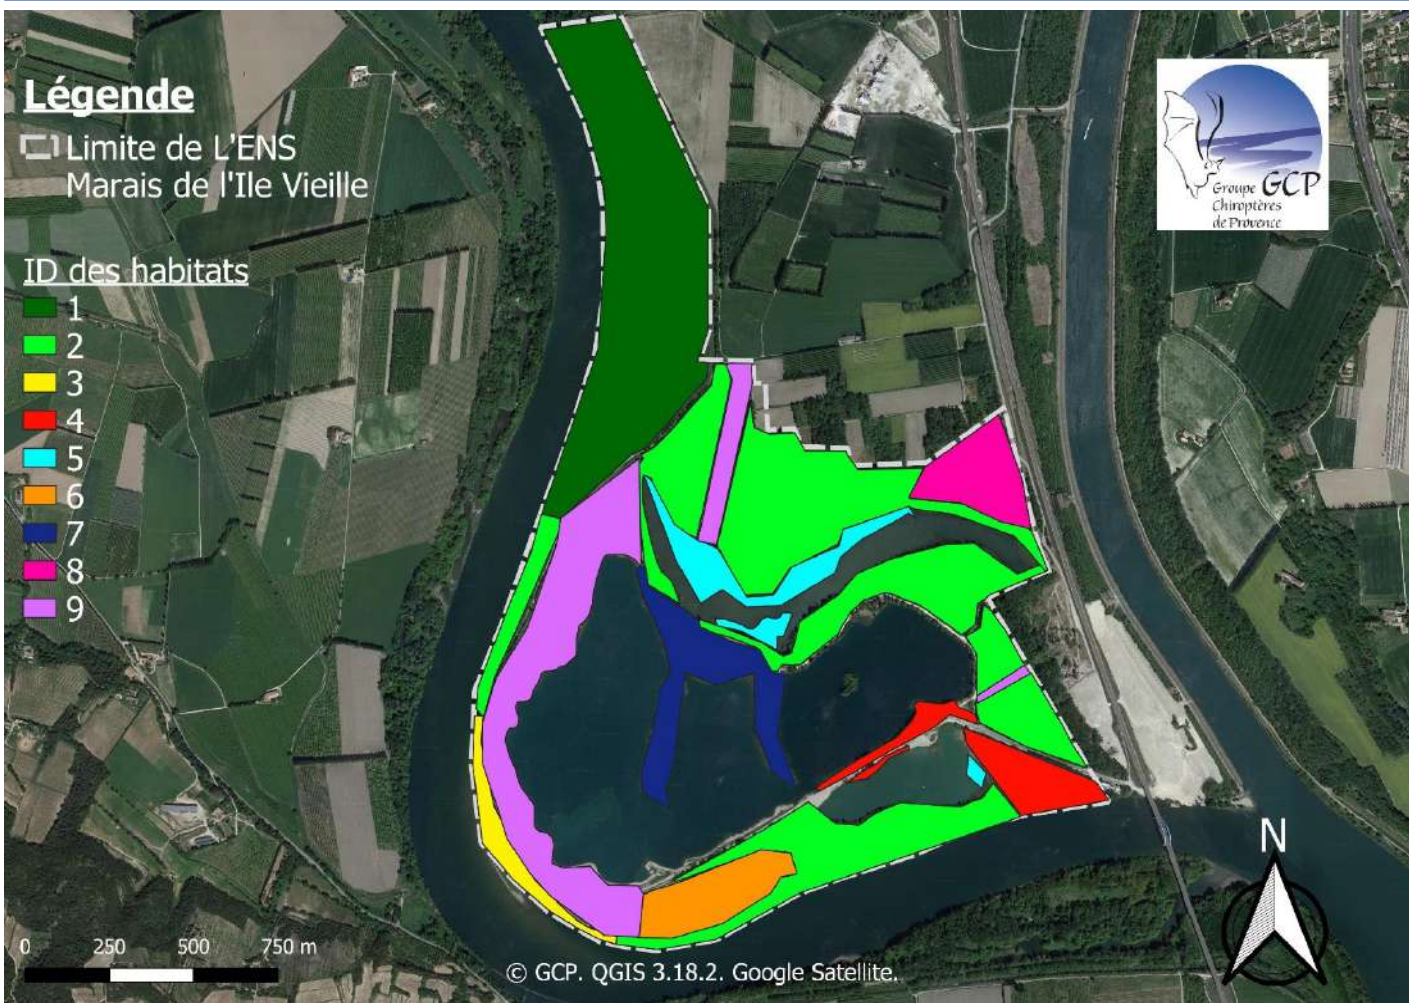 Légende
Limite de L'ENS
Marais de l'Ile Vieille
ID des habitats
1
2
3
4
5
6
7
8
9
Groupe GCP
Chiroptères
de Provence
N
0 250 500 750 m
© GCP. QGIS 3.18.2. Google Satellite.